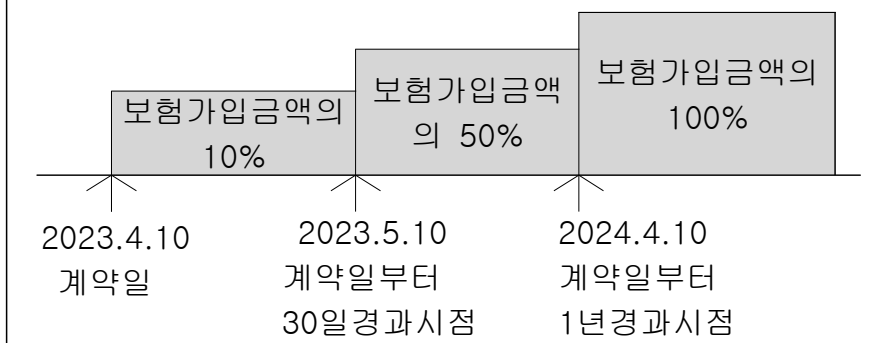 보험가입금액의
10%
보험가입금액
의 50%
보험가입금액의
100%
2023.4.10
계약일
2023.5.10
계약일부터
30일경과시점
2024.4.10
계약일부터
1년경과시점